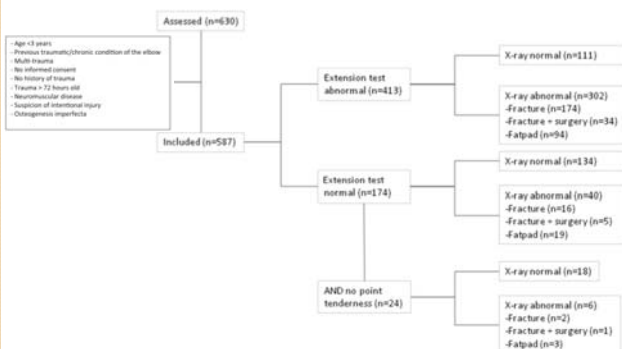 Assessed (n=630)
- Age <3 years
- Previous traumatic/chronic condition of the elbow
- Multi-trauma
- No informed consent
- No history of trauma
- Trauma > 72 hours old
- Neuromuscular disease
- Suspicion of intentional injury
- Osteogenesis imperfecta
Included (n=587)
Extension test
abnormal (n=413)
X-ray normal (n=111)
X-ray abnormal (n=302)
-Fracture (n=174)
-Fracture + surgery (n=34)
-Fatpad (n=94)
Extension test
normal (n=174)
X-ray normal (n=134)
X-ray abnormal (n=40)
-Fracture (n=16)
-Fracture + surgery (n=5)
-Fatpad (n=19)
AND no point
tenderness (n=24)
X-ray normal (n=18)
X-ray abnormal (n=6)
-Fracture (n=2)
-Fracture + surgery (n=1)
-Fatpad (n=3)